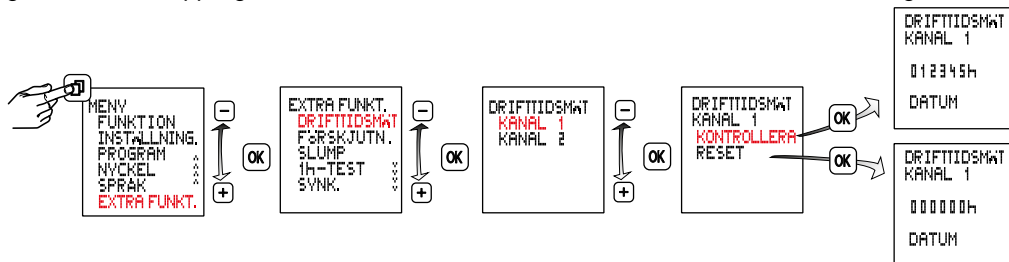 MENY
FUNKTION
INSTÄLLNING.
PROGRAM
NYCKEL
SPRÅK
EXTRA FUNKT.
−
+
OK
EXTRA FUNKT.
DRIFTTIDSMÄT
FÖRSKJUTN.
SLUMP
1h-TEST
SYNK.
−
+
OK
DRIFTTIDSMÄT
KANAL 1
KANAL 2
−
+
OK
DRIFTTIDSMÄT
KANAL 1
KONTROLLERA
RESET
OK
OK
DRIFTTIDSMÄT
KANAL 1
012345h
DATUM
DRIFTTIDSMÄT
KANAL 1
000000h
DATUM